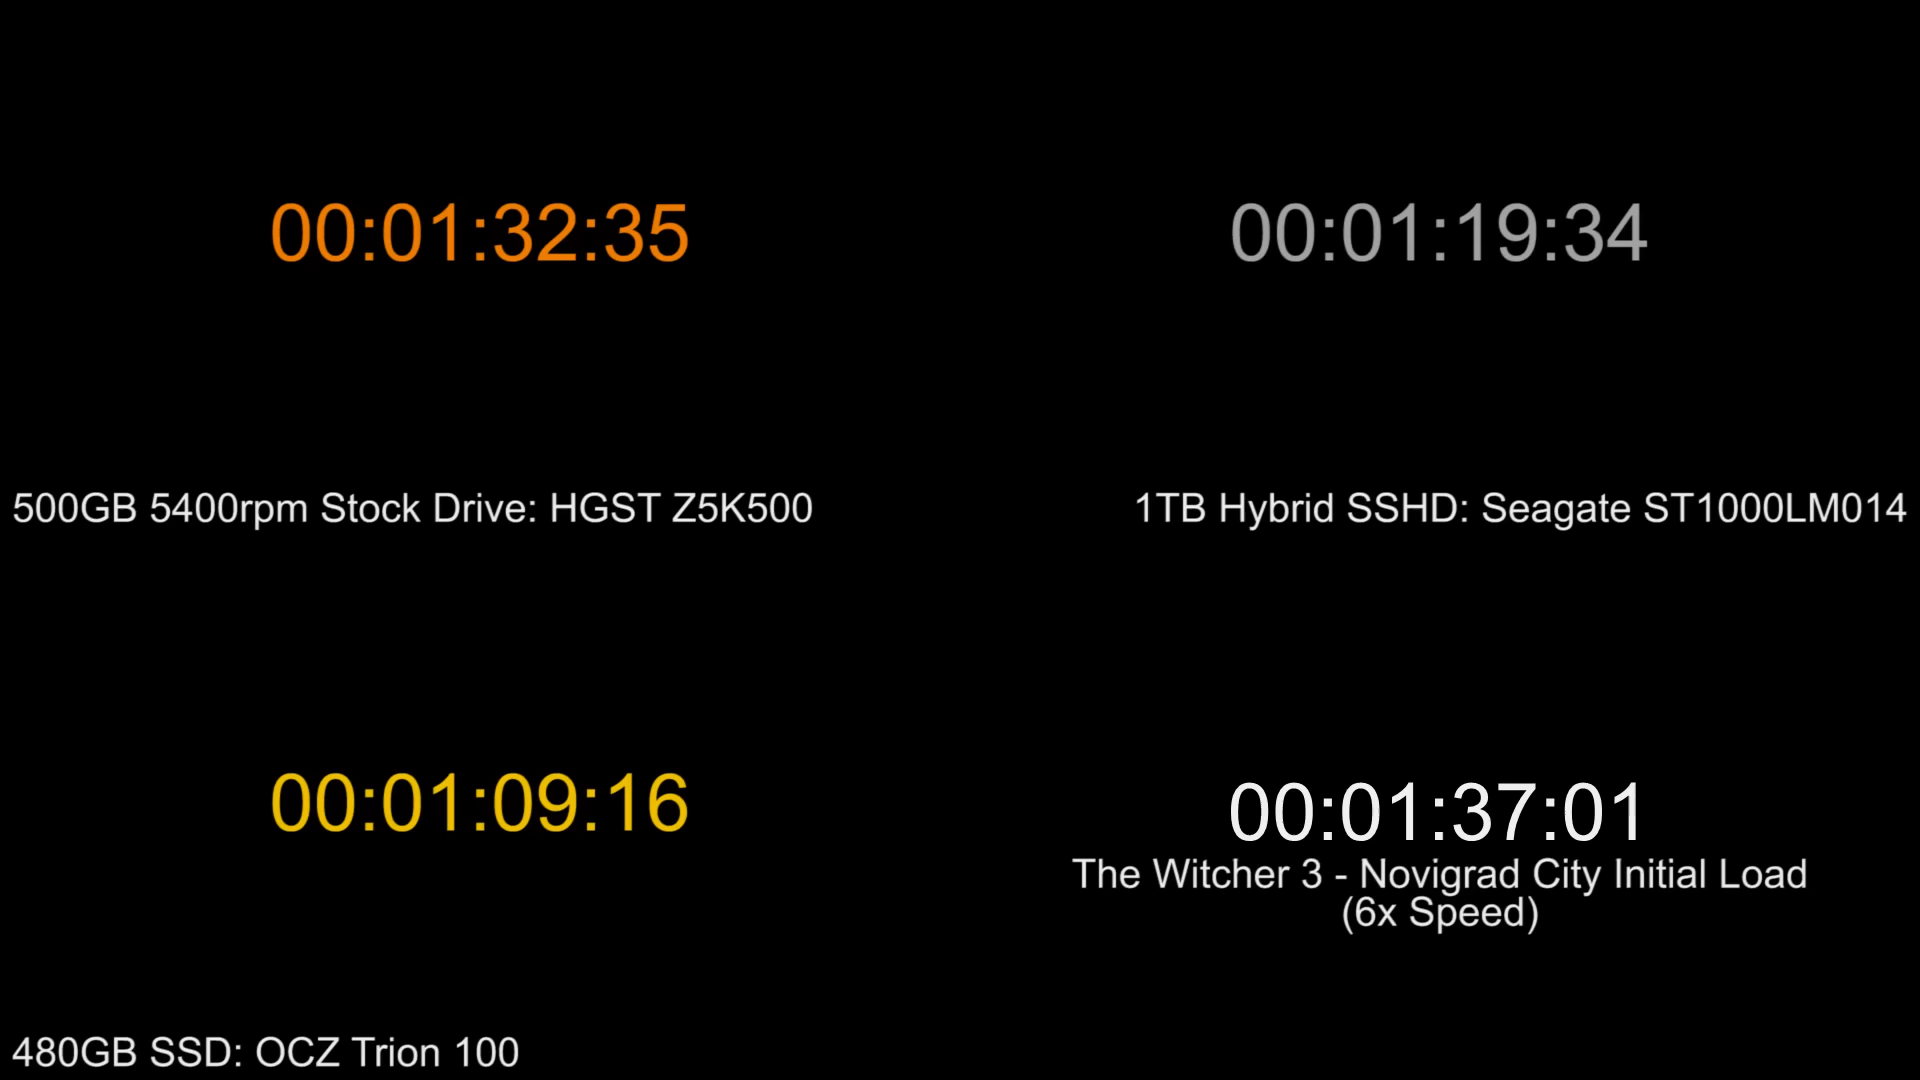 00:01:32:35
00:01:19:34
500GB 5400rpm Stock Drive: HGST Z5K500
1TB Hybrid SSHD: Seagate ST1000LM014
00:01:09:16
00:01:37:01
The Witcher 3 - Novigrad City Initial Load
(6x Speed)
480GB SSD: OCZ Trion 100